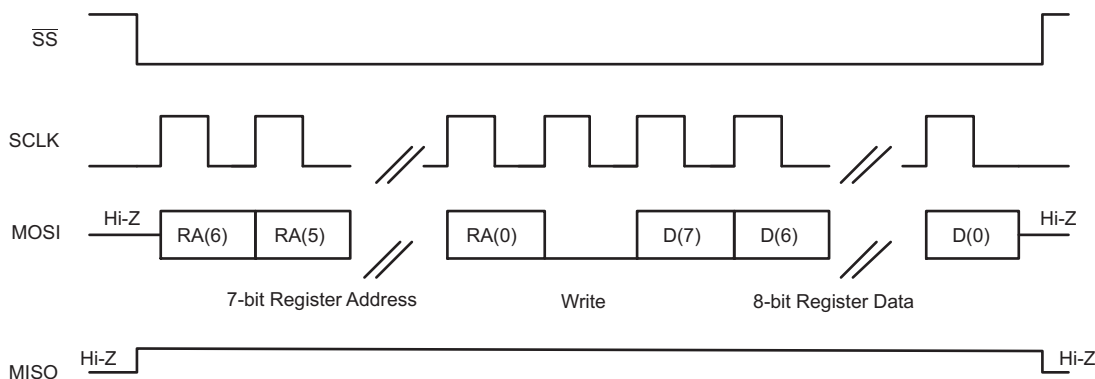 SS
SCLK
MOSI Hi-Z RA(6) RA(5) RA(0) D(7) D(6) D(0) Hi-Z
7-bit Register Address Write 8-bit Register Data
MISO Hi-Z Hi-Z